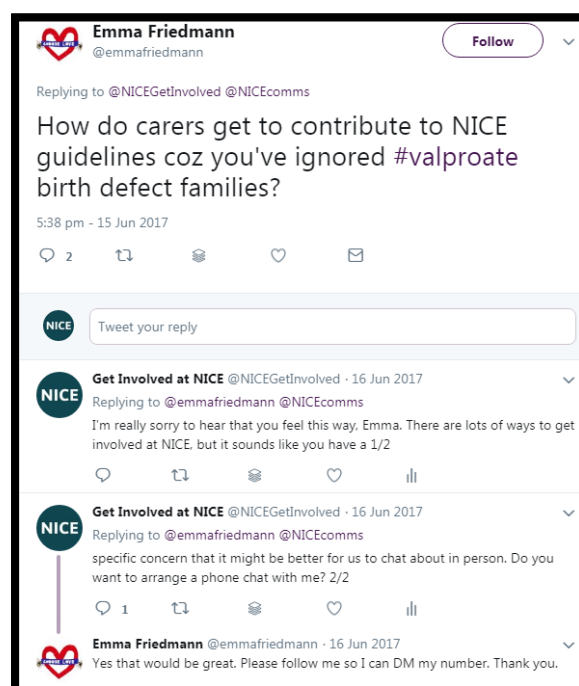 Emma Friedmann
@emmafriedmann
Follow
Replying to @NICEGetInvolved @NICEcomms
How do carers get to contribute to NICE
guidelines coz you've ignored #valproate
birth defect families?
5:38 pm - 15 Jun 2017
2
NICE
Tweet your reply
NICE
Get Involved at NICE @NICEGetInvolved · 16 Jun 2017
Replying to @emmafriedmann @NICEcomms
I'm really sorry to hear that you feel this way, Emma. There are lots of ways to get
involved at NICE, but it sounds like you have a 1/2
NICE
Get Involved at NICE @NICEGetInvolved · 16 Jun 2017
Replying to @emmafriedmann @NICEcomms
specific concern that it might be better for us to chat about in person. Do you
want to arrange a phone chat with me? 2/2
1
Emma Friedmann @emmafriedmann · 16 Jun 2017
Yes that would be great. Please follow me so I can DM my number. Thank you.